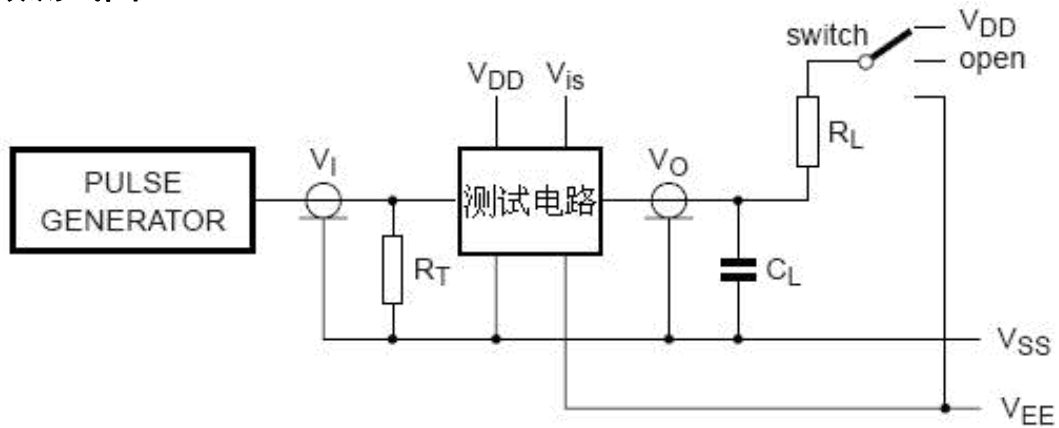 V_DD
switch
open
V_DD V_is
R_L
V_I
V_O
PULSE
GENERATOR
测试电路
R_T
C_L
V_SS
V_EE